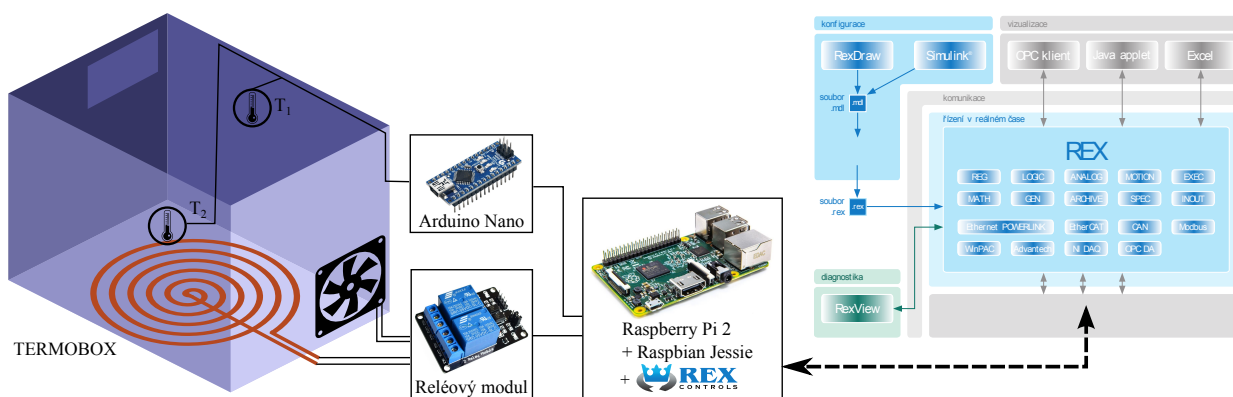 T1
T2
TERMOBOX
Arduino Nano
Reléový modul
Raspberry Pi 2
+ Raspbian Jessie
+ REX
CONTROLS
konfigurace
RexDraw
Simulink®
soubor
.mdl
.mdl
soubor
.rex
.rex
diagnostika
RexView
vizualizace
OPC klient
Java applet
Excel
komunikace
řízení v reálném čase
REX
REG
LOGIC
ANALOG
MOTION
EXEC
MATH
GEN
ARCHIVE
SPEC
INOUT
Ethernet POWERLINK
EtherCAT
CAN
Modbus
WinPAC
Advantech
NI DAQ
OPC DA